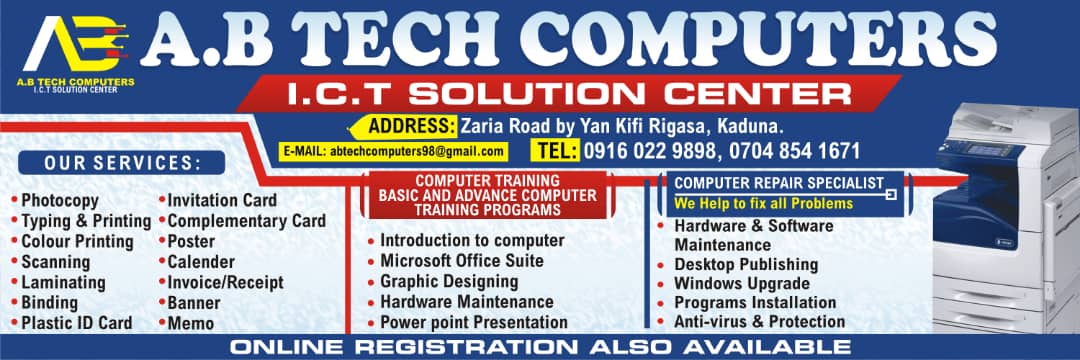 AB
A.B TECH COMPUTERS
I.C.T SOLUTION CENTER
A.B TECH COMPUTERS
I.C.T SOLUTION CENTER
ADDRESS: Zaria Road by Yan Kifi Rigasa, Kaduna.
E-MAIL: abtechcomputers98@gmail.com TEL: 0916 022 9898, 0704 854 1671
OUR SERVICES:
• Photocopy
• Typing & Printing
• Colour Printing
• Scanning
• Laminating
• Binding
• Plastic ID Card
• Invitation Card
• Complementary Card
• Poster
• Calender
• Invoice/Receipt
• Banner
• Memo
COMPUTER TRAINING
BASIC AND ADVANCE COMPUTER
TRAINING PROGRAMS
• Introduction to computer
• Microsoft Office Suite
• Graphic Designing
• Hardware Maintenance
• Power point Presentation
COMPUTER REPAIR SPECIALIST
We Help to fix all Problems
• Hardware & Software
Maintenance
• Desktop Publishing
• Windows Upgrade
• Programs Installation
• Anti-virus & Protection
ONLINE REGISTRATION ALSO AVAILABLE